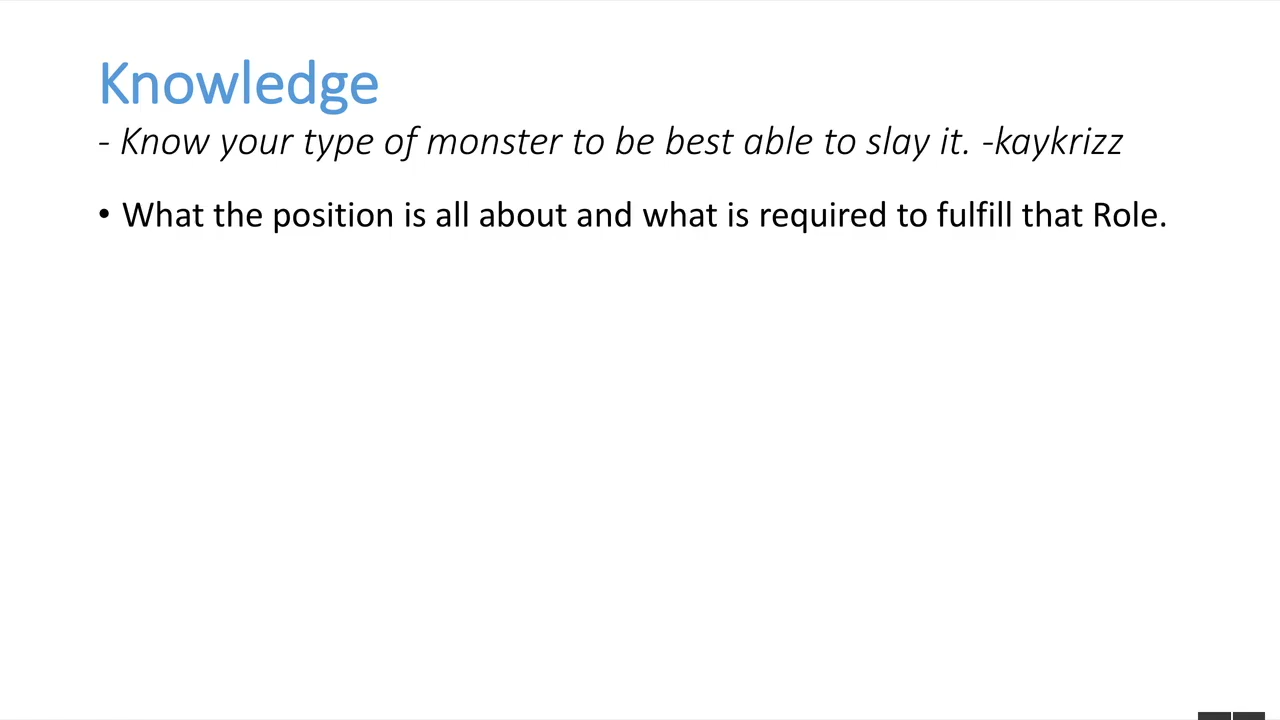 Knowledge
- Know your type of monster to be best able to slay it. -kaykrizz
• What the position is all about and what is required to fulfill that Role.